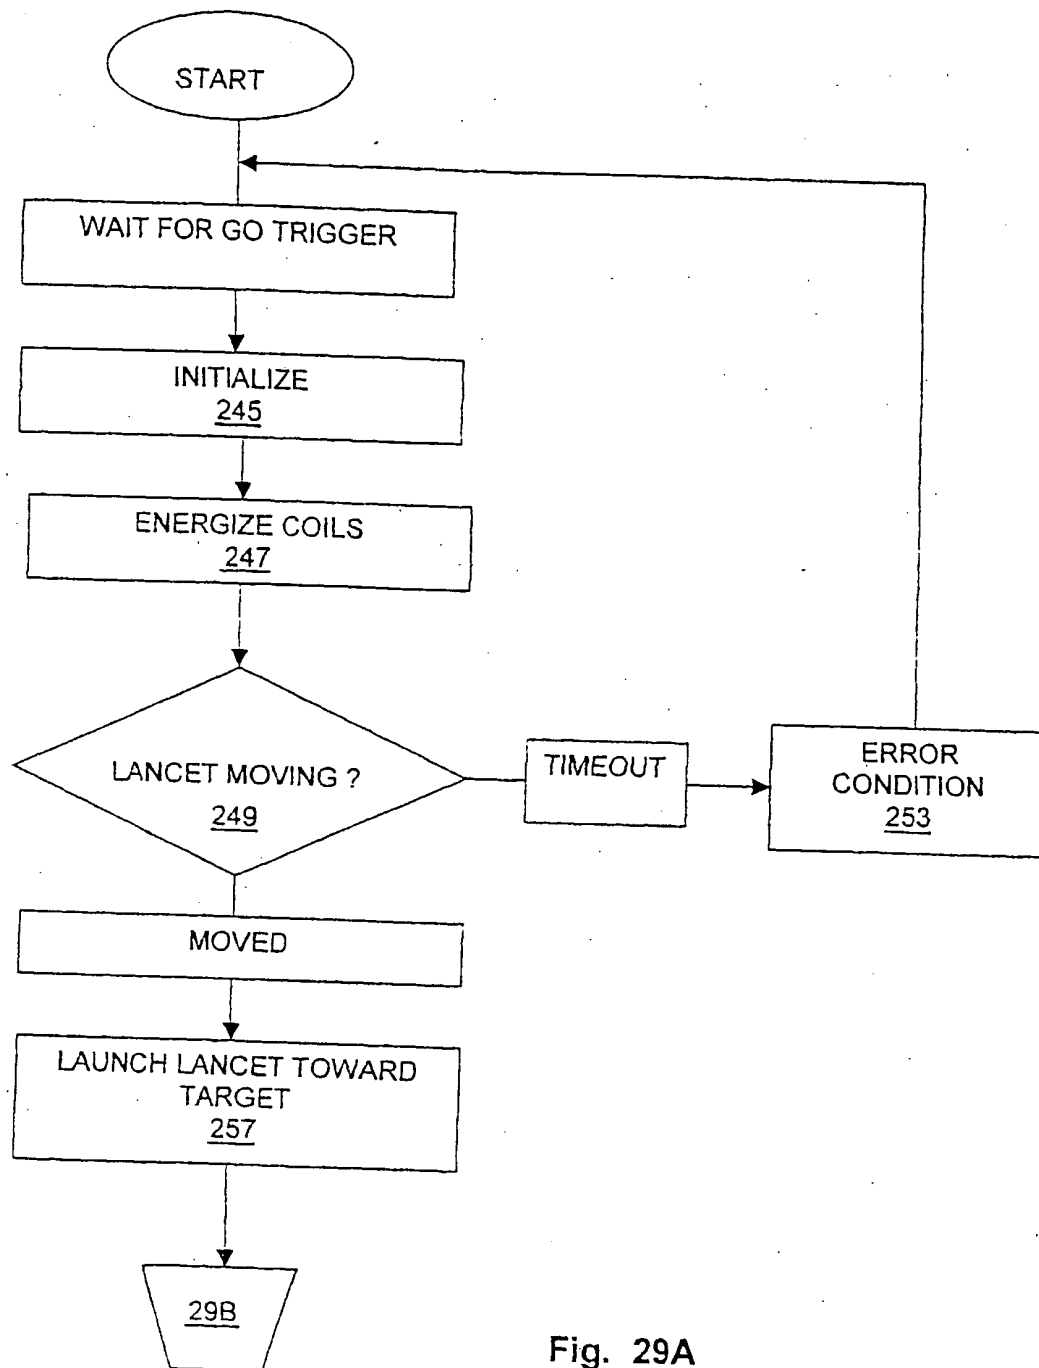 START
WAIT FOR GO TRIGGER
INITIALIZE
245
ENERGIZE COILS
247
LANCET MOVING ?
249
TIMEOUT
ERROR
CONDITION
253
MOVED
LAUNCH LANCET TOWARD
TARGET
257
29B
Fig. 29A